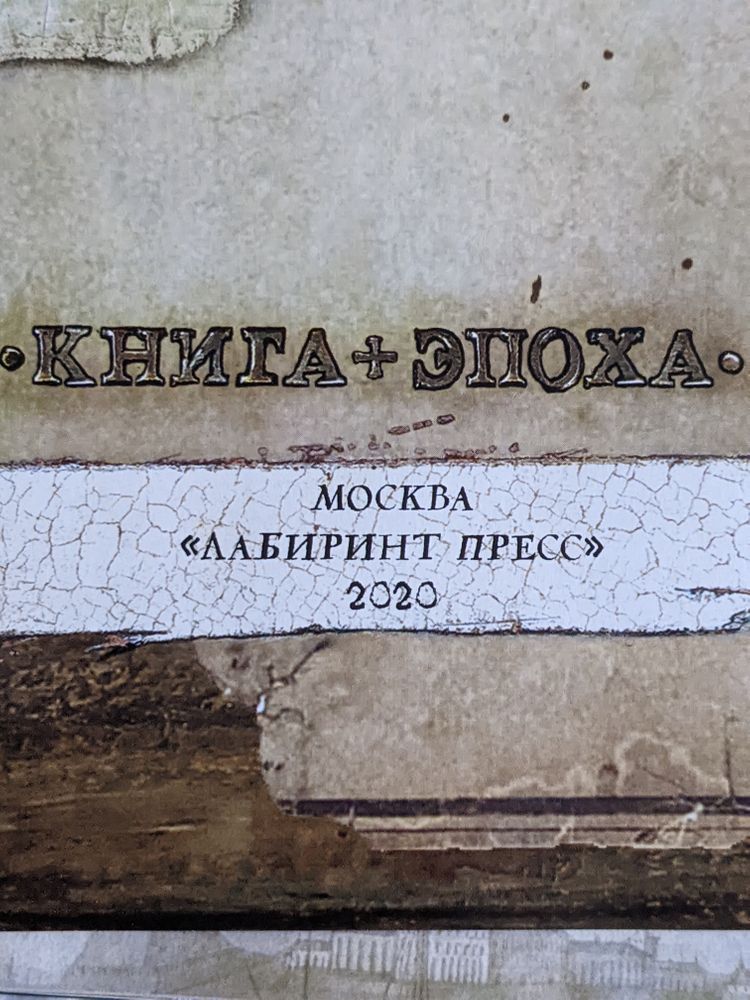 ·КНИГА+ЭПОХА·
МОСКВА
«ЛАБИРИНТ ПРЕСС»
2020